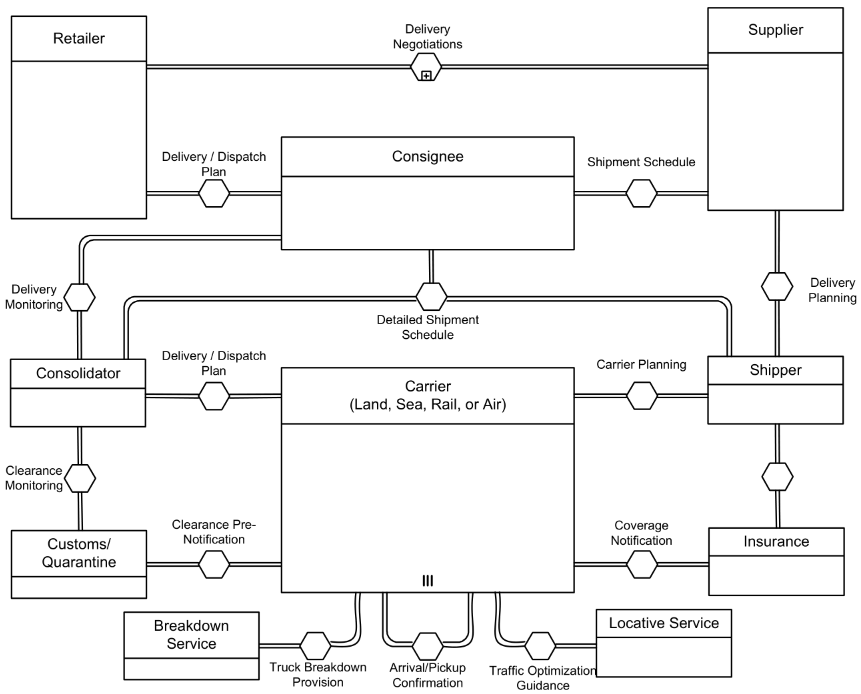 Retailer
Delivery
Negotiations
Supplier
Delivery / Dispatch
Plan
Consignee
Shipment Schedule
Delivery
Monitoring
Detailed Shipment
Schedule
Delivery
Planning
Consolidator
Delivery / Dispatch
Plan
Carrier
(Land, Sea, Rail, or Air)
Carrier Planning
Shipper
Clearance
Monitoring
Customs/
Quarantine
Clearance Pre-
Notification
Coverage
Notification
Insurance
Breakdown
Service
Truck Breakdown
Provision
Arrival/Pickup
Confirmation
Traffic Optimization
Guidance
Locative Service